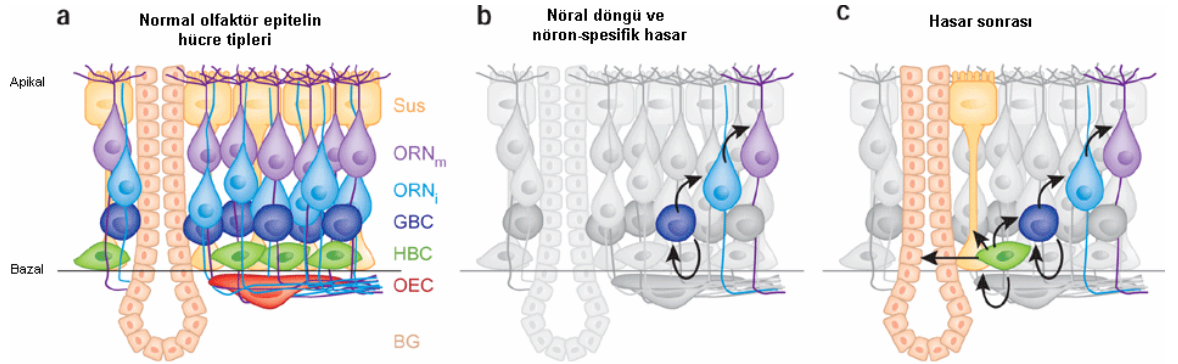 a
Normal olfaktör epitelin
hücre tipleri
Apikal
Sus
ORNm
ORNi
GBC
HBC
Bazal
OEC
BG
b
Nöral döngü ve
nöron-spesifik hasar
c
Hasar sonrası